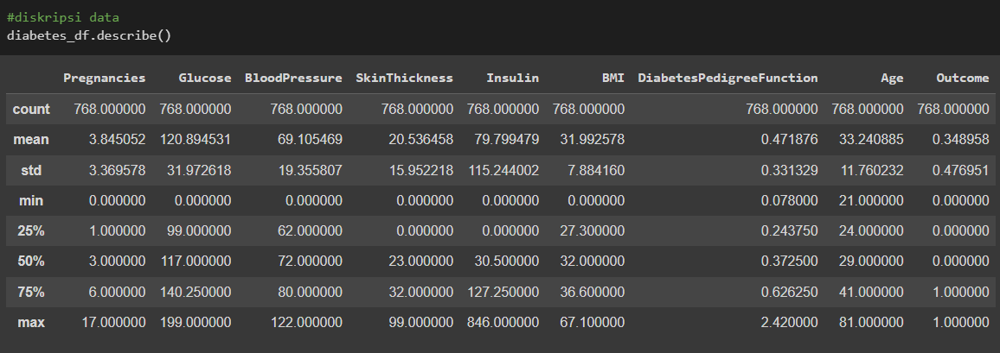 #diskripsi data
diabetes_df.describe()
Pregnancies Glucose BloodPressure SkinThickness Insulin BMI DiabetesPedigreeFunction Age Outcome
count 768.000000 768.000000 768.000000 768.000000 768.000000 768.000000 768.000000 768.000000 768.000000
mean 3.845052 120.894531 69.105469 20.536458 79.799479 31.992578 0.471876 33.240885 0.348958
std 3.369578 31.972618 19.355807 15.952218 115.244002 7.884160 0.331329 11.760232 0.476951
min 0.000000 0.000000 0.000000 0.000000 0.000000 0.000000 0.078000 21.000000 0.000000
25% 1.000000 99.000000 62.000000 0.000000 0.000000 27.300000 0.243750 24.000000 0.000000
50% 3.000000 117.000000 72.000000 23.000000 30.500000 32.000000 0.372500 29.000000 0.000000
75% 6.000000 140.250000 80.000000 32.000000 127.250000 36.600000 0.626250 41.000000 1.000000
max 17.000000 199.000000 122.000000 99.000000 846.000000 67.100000 2.420000 81.000000 1.000000